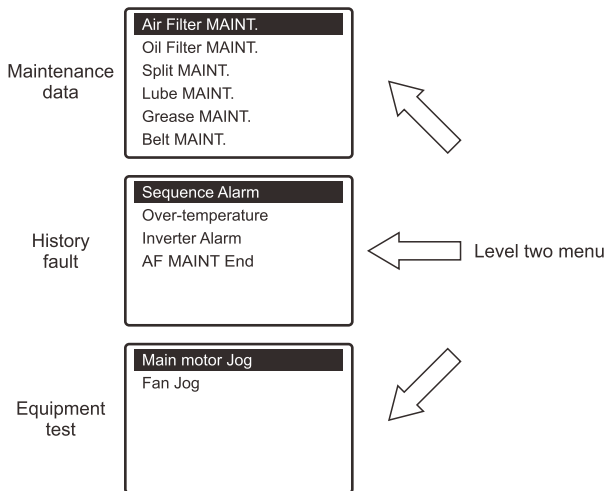 Maintenance
data
Air Filter MAINT.
Oil Filter MAINT.
Split MAINT.
Lube MAINT.
Grease MAINT.
Belt MAINT.
History
fault
Sequence Alarm
Over-temperature
Inverter Alarm
AF MAINT End
Level two menu
Equipment
test
Main motor Jog
Fan Jog